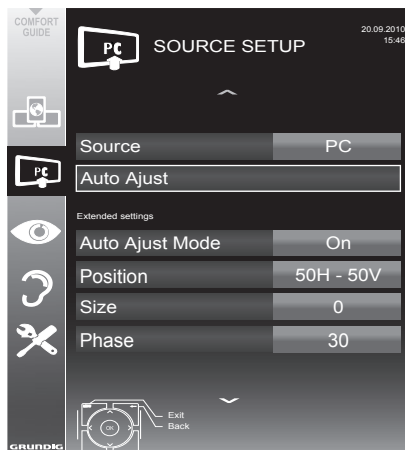 COMFORT
GUIDE
PC
SOURCE SETUP
20.09.2010
15:46
PC
Source PC
Auto Ajust
Extended settings
Auto Ajust Mode On
Position 50H - 50V
Size 0
Phase 30
OK
Exit
Back
GRUNDIG